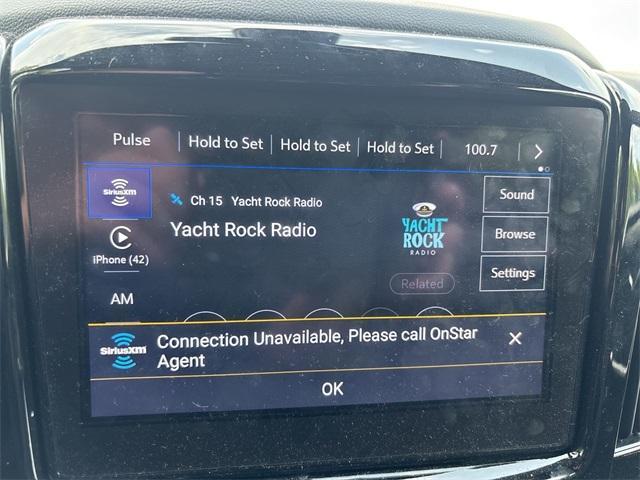 Pulse Hold to Set Hold to Set Hold to Set 100.7
SiriusXM
Ch 15 Yacht Rock Radio
Yacht Rock Radio
YACHT
ROCK
RADIO
Sound
Browse
Settings
iPhone (42)
Related
AM
SiriusXM
Connection Unavailable, Please call OnStar
Agent
OK